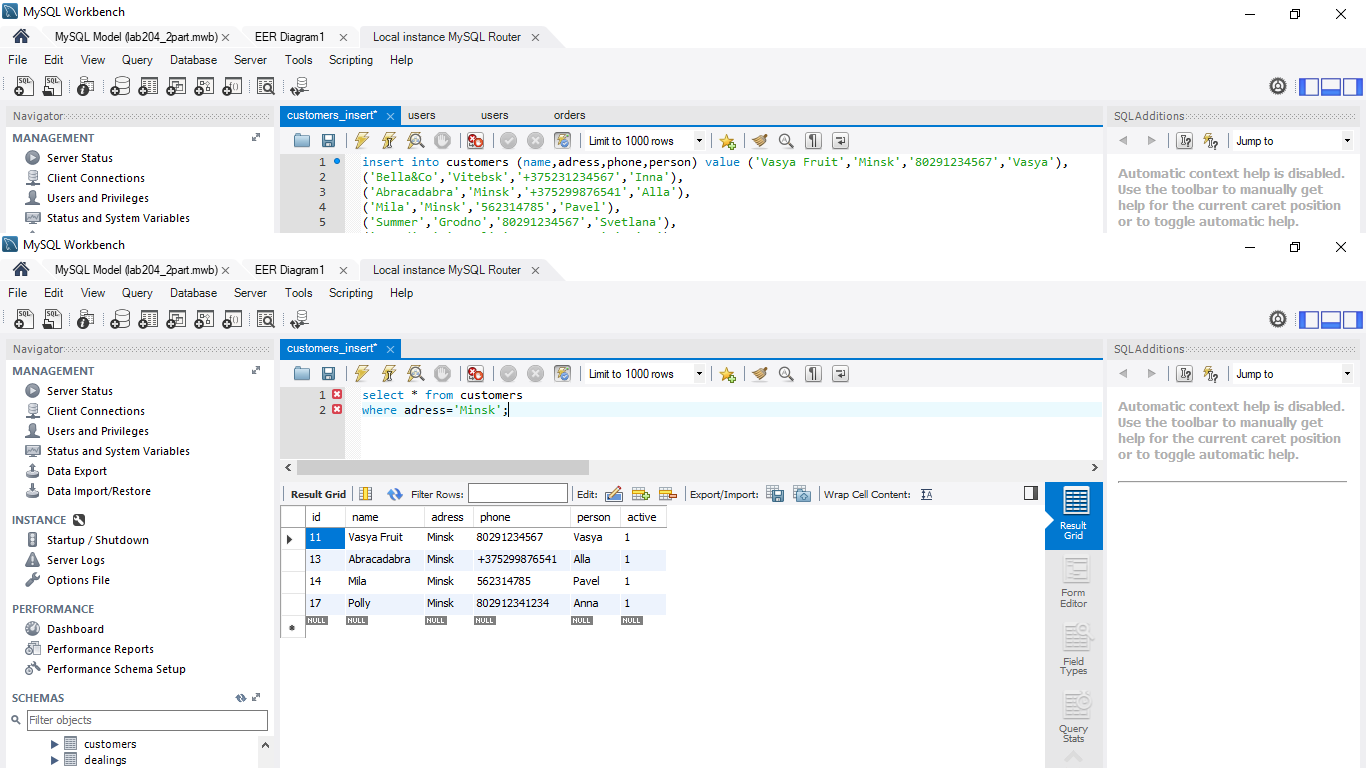 MySQL Workbench
MySQL Model (lab204_2part.mwb) EER Diagram1 Local instance MySQL Router
File Edit View Query Database Server Tools Scripting Help
Navigator
MANAGEMENT
Server Status
Client Connections
Users and Privileges
Status and System Variables
customers_insert* users users orders
Limit to 1000 rows
1 insert into customers (name,adress,phone,person) value ('Vasya Fruit','Minsk','80291234567','Vasya'),
2 ('Bella&Co','Vitebsk','+375231234567','Inna'),
3 ('Abracadabra','Minsk','+375299876541','Alla'),
4 ('Mila','Minsk','562314785','Pavel'),
5 ('Summer','Grodno','80291234567','Svetlana'),
SQLAdditions
Jump to
Automatic context help is disabled.
Use the toolbar to manually get
help for the current caret position
or to toggle automatic help.
MySQL Workbench
MySQL Model (lab204_2part.mwb) EER Diagram1 Local instance MySQL Router
File Edit View Query Database Server Tools Scripting Help
Navigator
MANAGEMENT
Server Status
Client Connections
Users and Privileges
Status and System Variables
Data Export
Data Import/Restore
INSTANCE
Startup / Shutdown
Server Logs
Options File
PERFORMANCE
Dashboard
Performance Reports
Performance Schema Setup
SCHEMAS
Filter objects
customers
dealings
customers_insert*
Limit to 1000 rows
1 select * from customers
2 where adress='Minsk';
Result Grid Filter Rows: Edit: Export/Import: Wrap Cell Content:
id name adress phone person active
11 Vasya Fruit Minsk 80291234567 Vasya 1
13 Abracadabra Minsk +375299876541 Alla 1
14 Mila Minsk 562314785 Pavel 1
17 Polly Minsk 802912341234 Anna 1
NULL NULL NULL NULL NULL NULL
Result
Grid
Form
Editor
Field
Types
Query
Stats
SQLAdditions
Jump to
Automatic context help is disabled.
Use the toolbar to manually get
help for the current caret position
or to toggle automatic help.